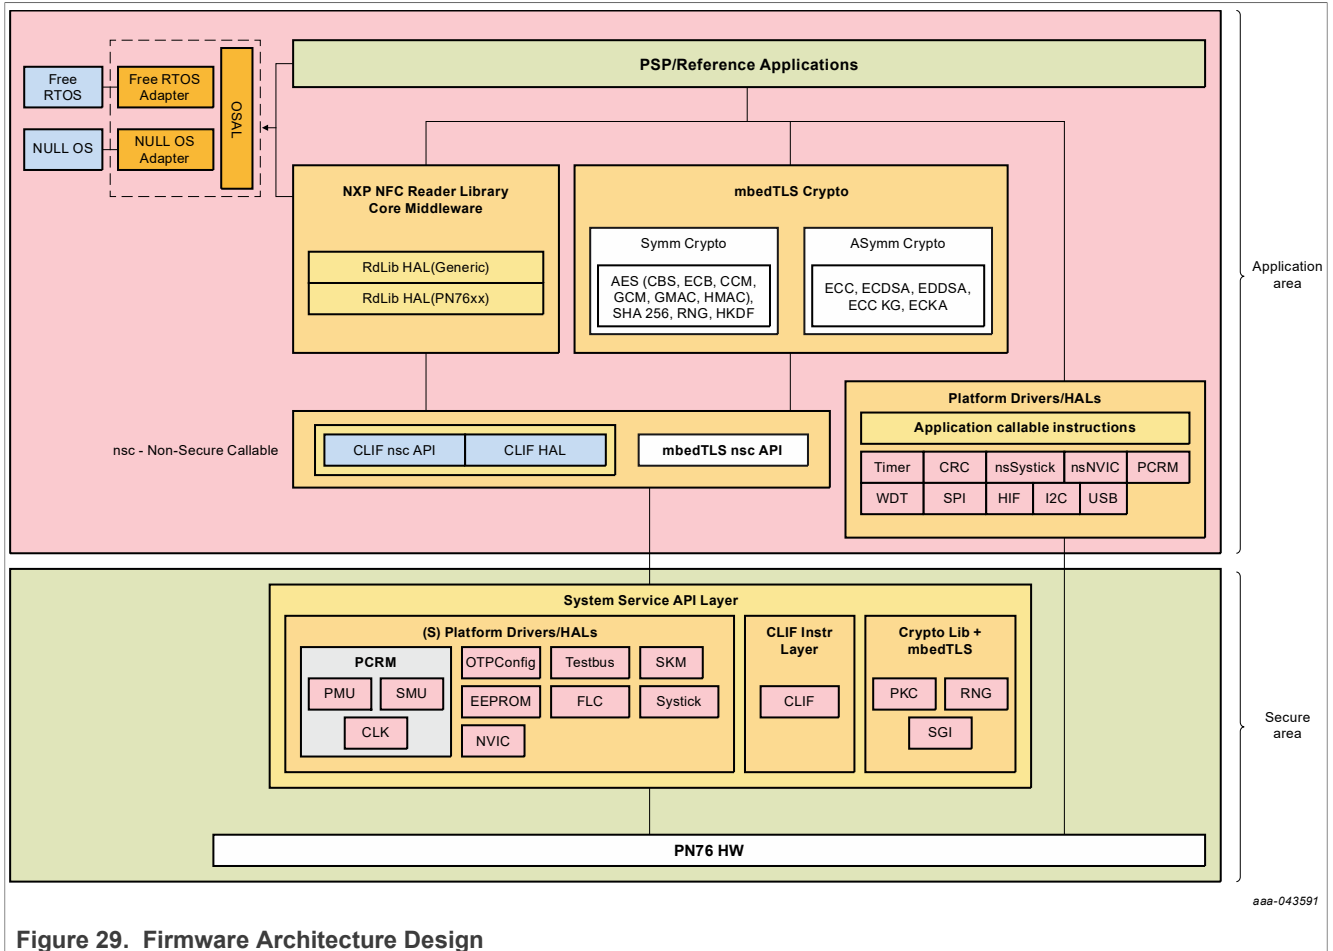 PSP/Reference Applications
Free
RTOS
Free RTOS
Adapter
OSAL
NULL OS
NULL OS
Adapter
NXP NFC Reader Library
Core Middleware
RdLib HAL(Generic)
RdLib HAL(PN76xx)
mbedTLS Crypto
Symm Crypto
AES (CBS, ECB, CCM,
GCM, GMAC, HMAC),
SHA 256, RNG, HKDF
ASymm Crypto
ECC, ECDSA, EDDSA,
ECC KG, ECKA
Application
area
nsc - Non-Secure Callable
CLIF nsc API
CLIF HAL
mbedTLS nsc API
Platform Drivers/HALs
Application callable instructions
Timer
CRC
nsSystick
nsNVIC
PCRM
WDT
SPI
HIF
I2C
USB
System Service API Layer
(S) Platform Drivers/HALs
PCRM
PMU
SMU
CLK
OTPConfig
Testbus
SKM
EEPROM
FLC
Systick
NVIC
CLIF Instr
Layer
CLIF
Crypto Lib +
mbedTLS
PKC
RNG
SGI
Secure
area
PN76 HW
aaa-043591
Figure 29. Firmware Architecture Design